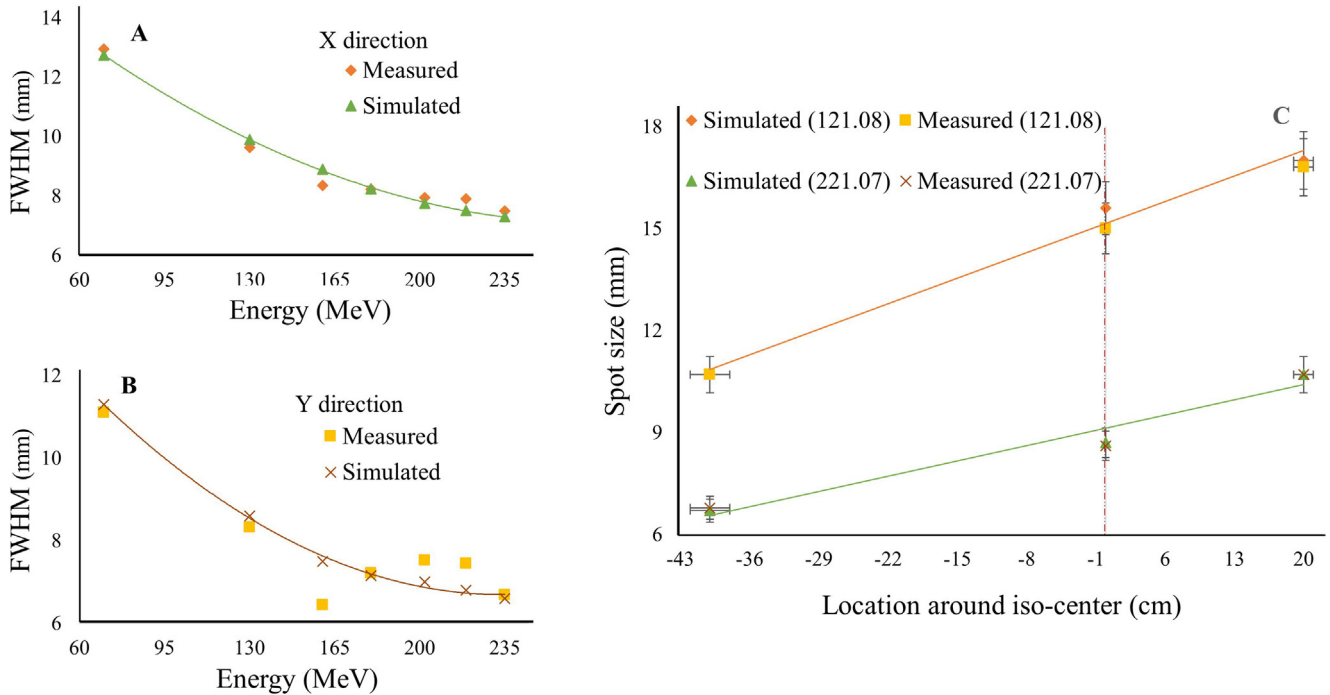 A
X direction
Measured
Simulated
14
12
10
8
6
FWHM (mm)
60 95 130 165 200 235
Energy (MeV)
B
Y direction
Measured
Simulated
12
10
8
6
FWHM (mm)
60 95 130 165 200 235
Energy (MeV)
C
Simulated (121.08) Measured (121.08)
Simulated (221.07) Measured (221.07)
18
15
12
9
6
Spot size (mm)
-43 -36 -29 -22 -15 -8 -1 6 13 20
Location around iso-center (cm)